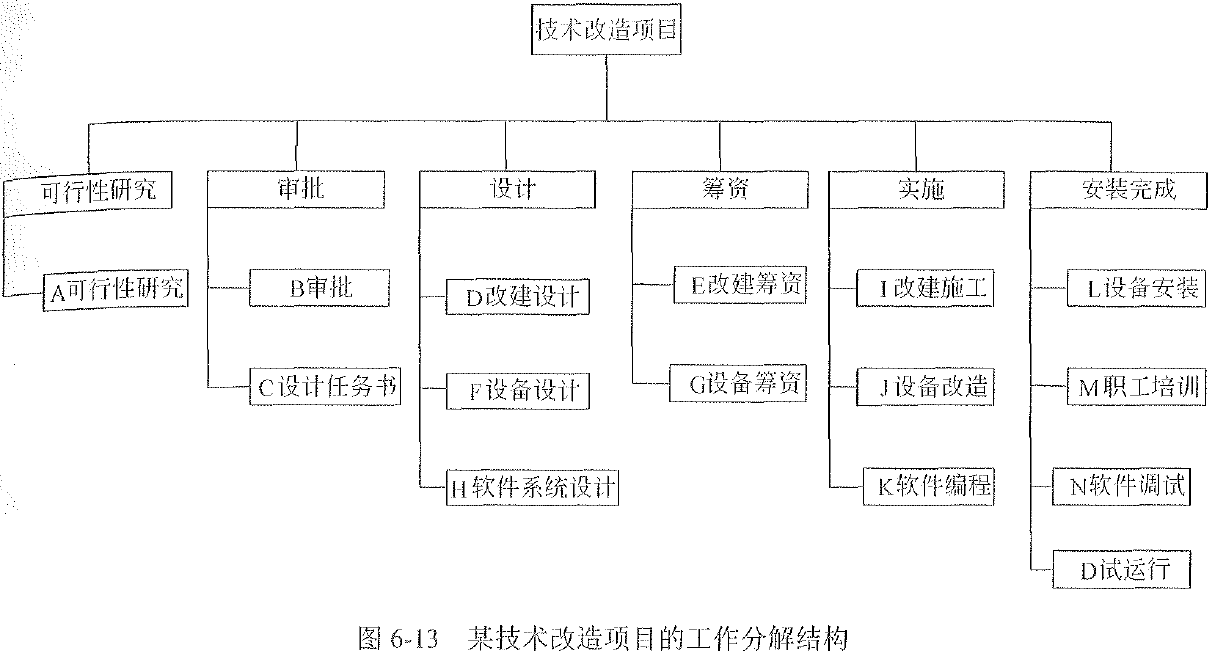 技术改造项目
可行性研究
审批
设计
筹资
实施
安装完成
A可行性研究
B审批
C设计任务书
D改建设计
F设备设计
H软件系统设计
E改建筹资
G设备筹资
I改建施工
J设备改造
K软件编程
L设备安装
M职工培训
N软件调试
D试运行
图 6-13 某技术改造项目的工作分解结构